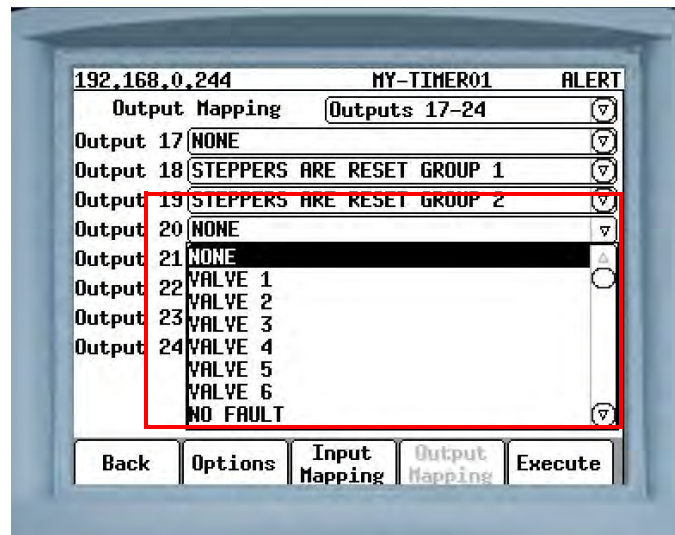 192.168.0.244 MY-TIMER01 ALERT
Output Mapping Outputs 17-24
Output 17 NONE
Output 18 STEPPERS ARE RESET GROUP 1
Output 19 STEPPERS ARE RESET GROUP 2
Output 20 NONE
Output 21 NONE
Output 22 VALVE 1
VALVE 2
Output 23 VALVE 3
Output 24 VALVE 4
VALVE 5
VALVE 6
NO FAULT
Back Options Input Mapping Output Mapping Execute